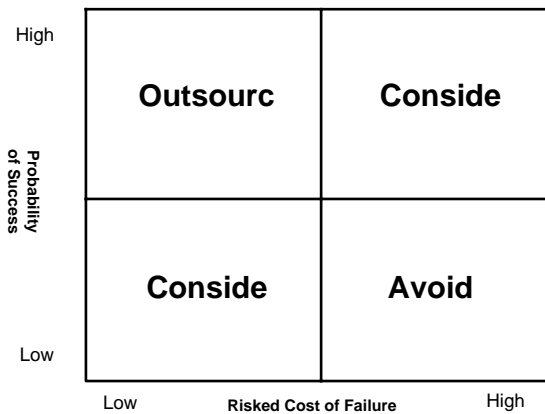 High
Outsourc
Conside
Probability
of Success
Conside
Avoid
Low
Low
Risked Cost of Failure
High